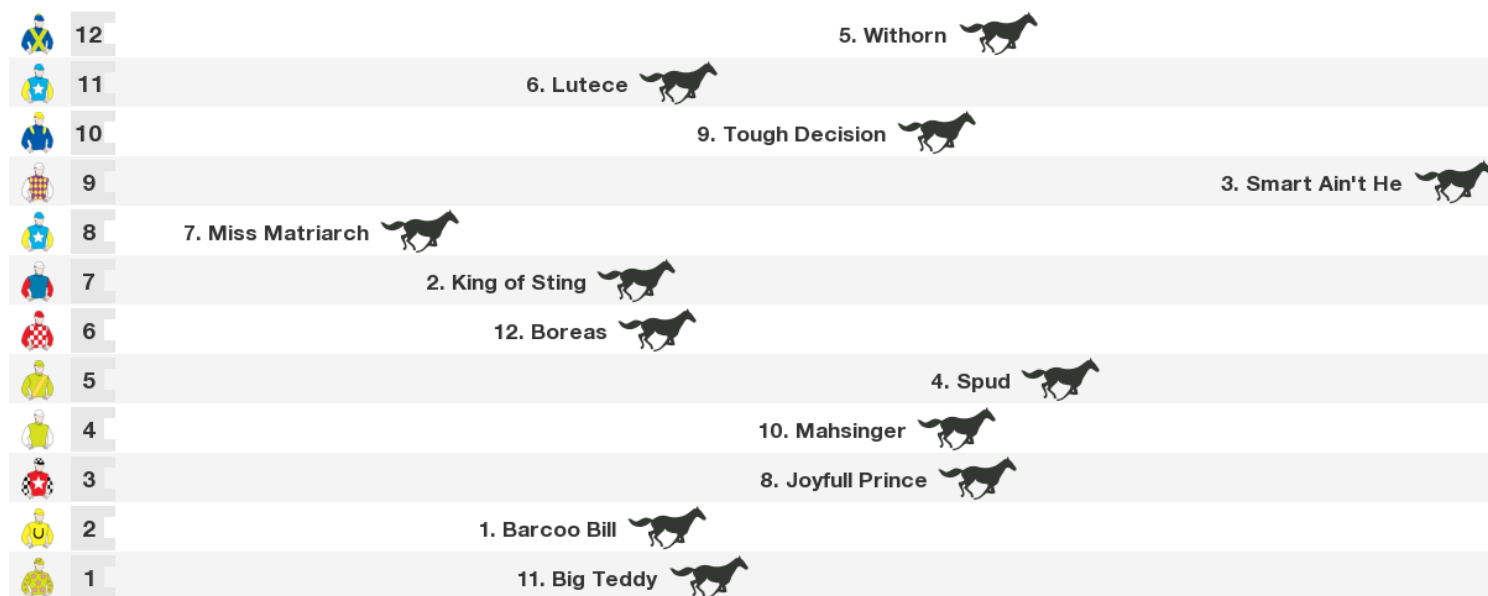 12 5. Withorn
11 6. Lutece
10 9. Tough Decision
9 3. Smart Ain't He
8 7. Miss Matriarch
7 2. King of Sting
6 12. Boreas
5 4. Spud
4 10. Mahsinger
3 8. Joyfull Prince
2 1. Barcoo Bill
1 11. Big Teddy